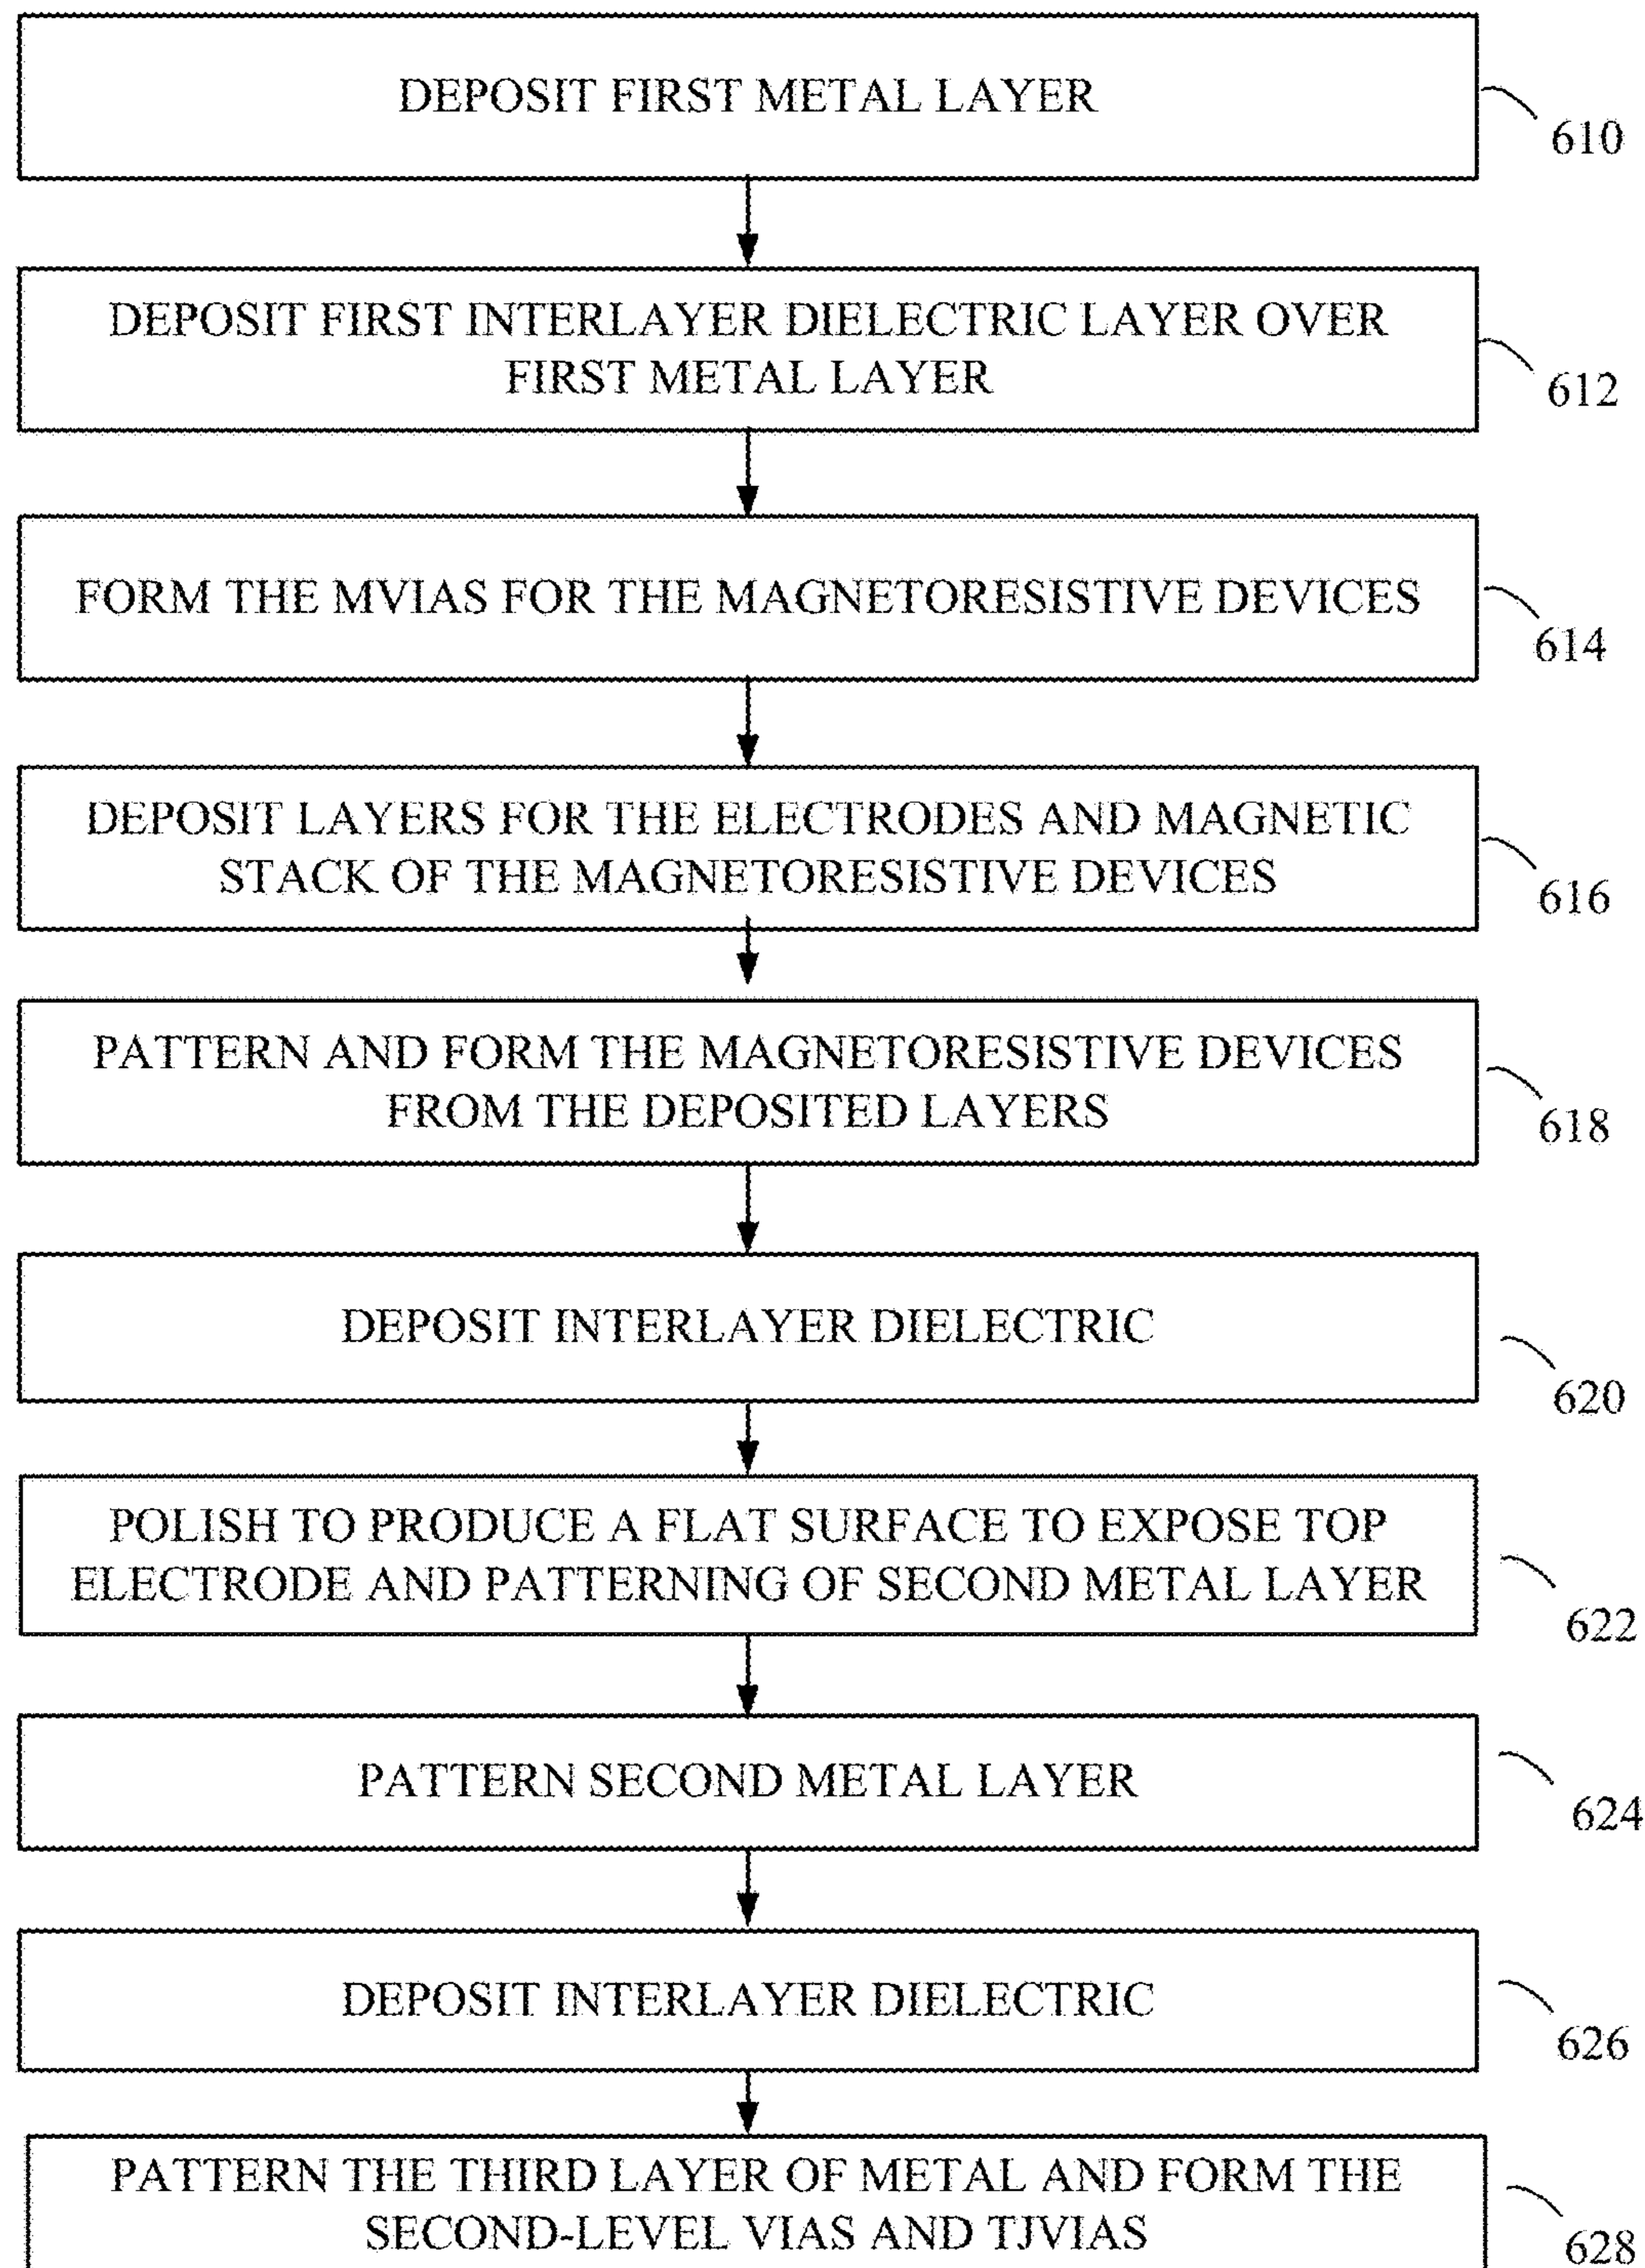 DEPOSIT FIRST METAL LAYER
610
DEPOSIT FIRST INTERLAYER DIELECTRIC LAYER OVER
FIRST METAL LAYER
612
FORM THE MVIAS FOR THE MAGNETORESISTIVE DEVICES
614
DEPOSIT LAYERS FOR THE ELECTRODES AND MAGNETIC
STACK OF THE MAGNETORESISTIVE DEVICES
616
PATTERN AND FORM THE MAGNETORESISTIVE DEVICES
FROM THE DEPOSITED LAYERS
618
DEPOSIT INTERLAYER DIELECTRIC
620
POLISH TO PRODUCE A FLAT SURFACE TO EXPOSE TOP
ELECTRODE AND PATTERNING OF SECOND METAL LAYER
622
PATTERN SECOND METAL LAYER
624
DEPOSIT INTERLAYER DIELECTRIC
626
PATTERN THE THIRD LAYER OF METAL AND FORM THE
SECOND-LEVEL VIAS AND TJVIAS
628